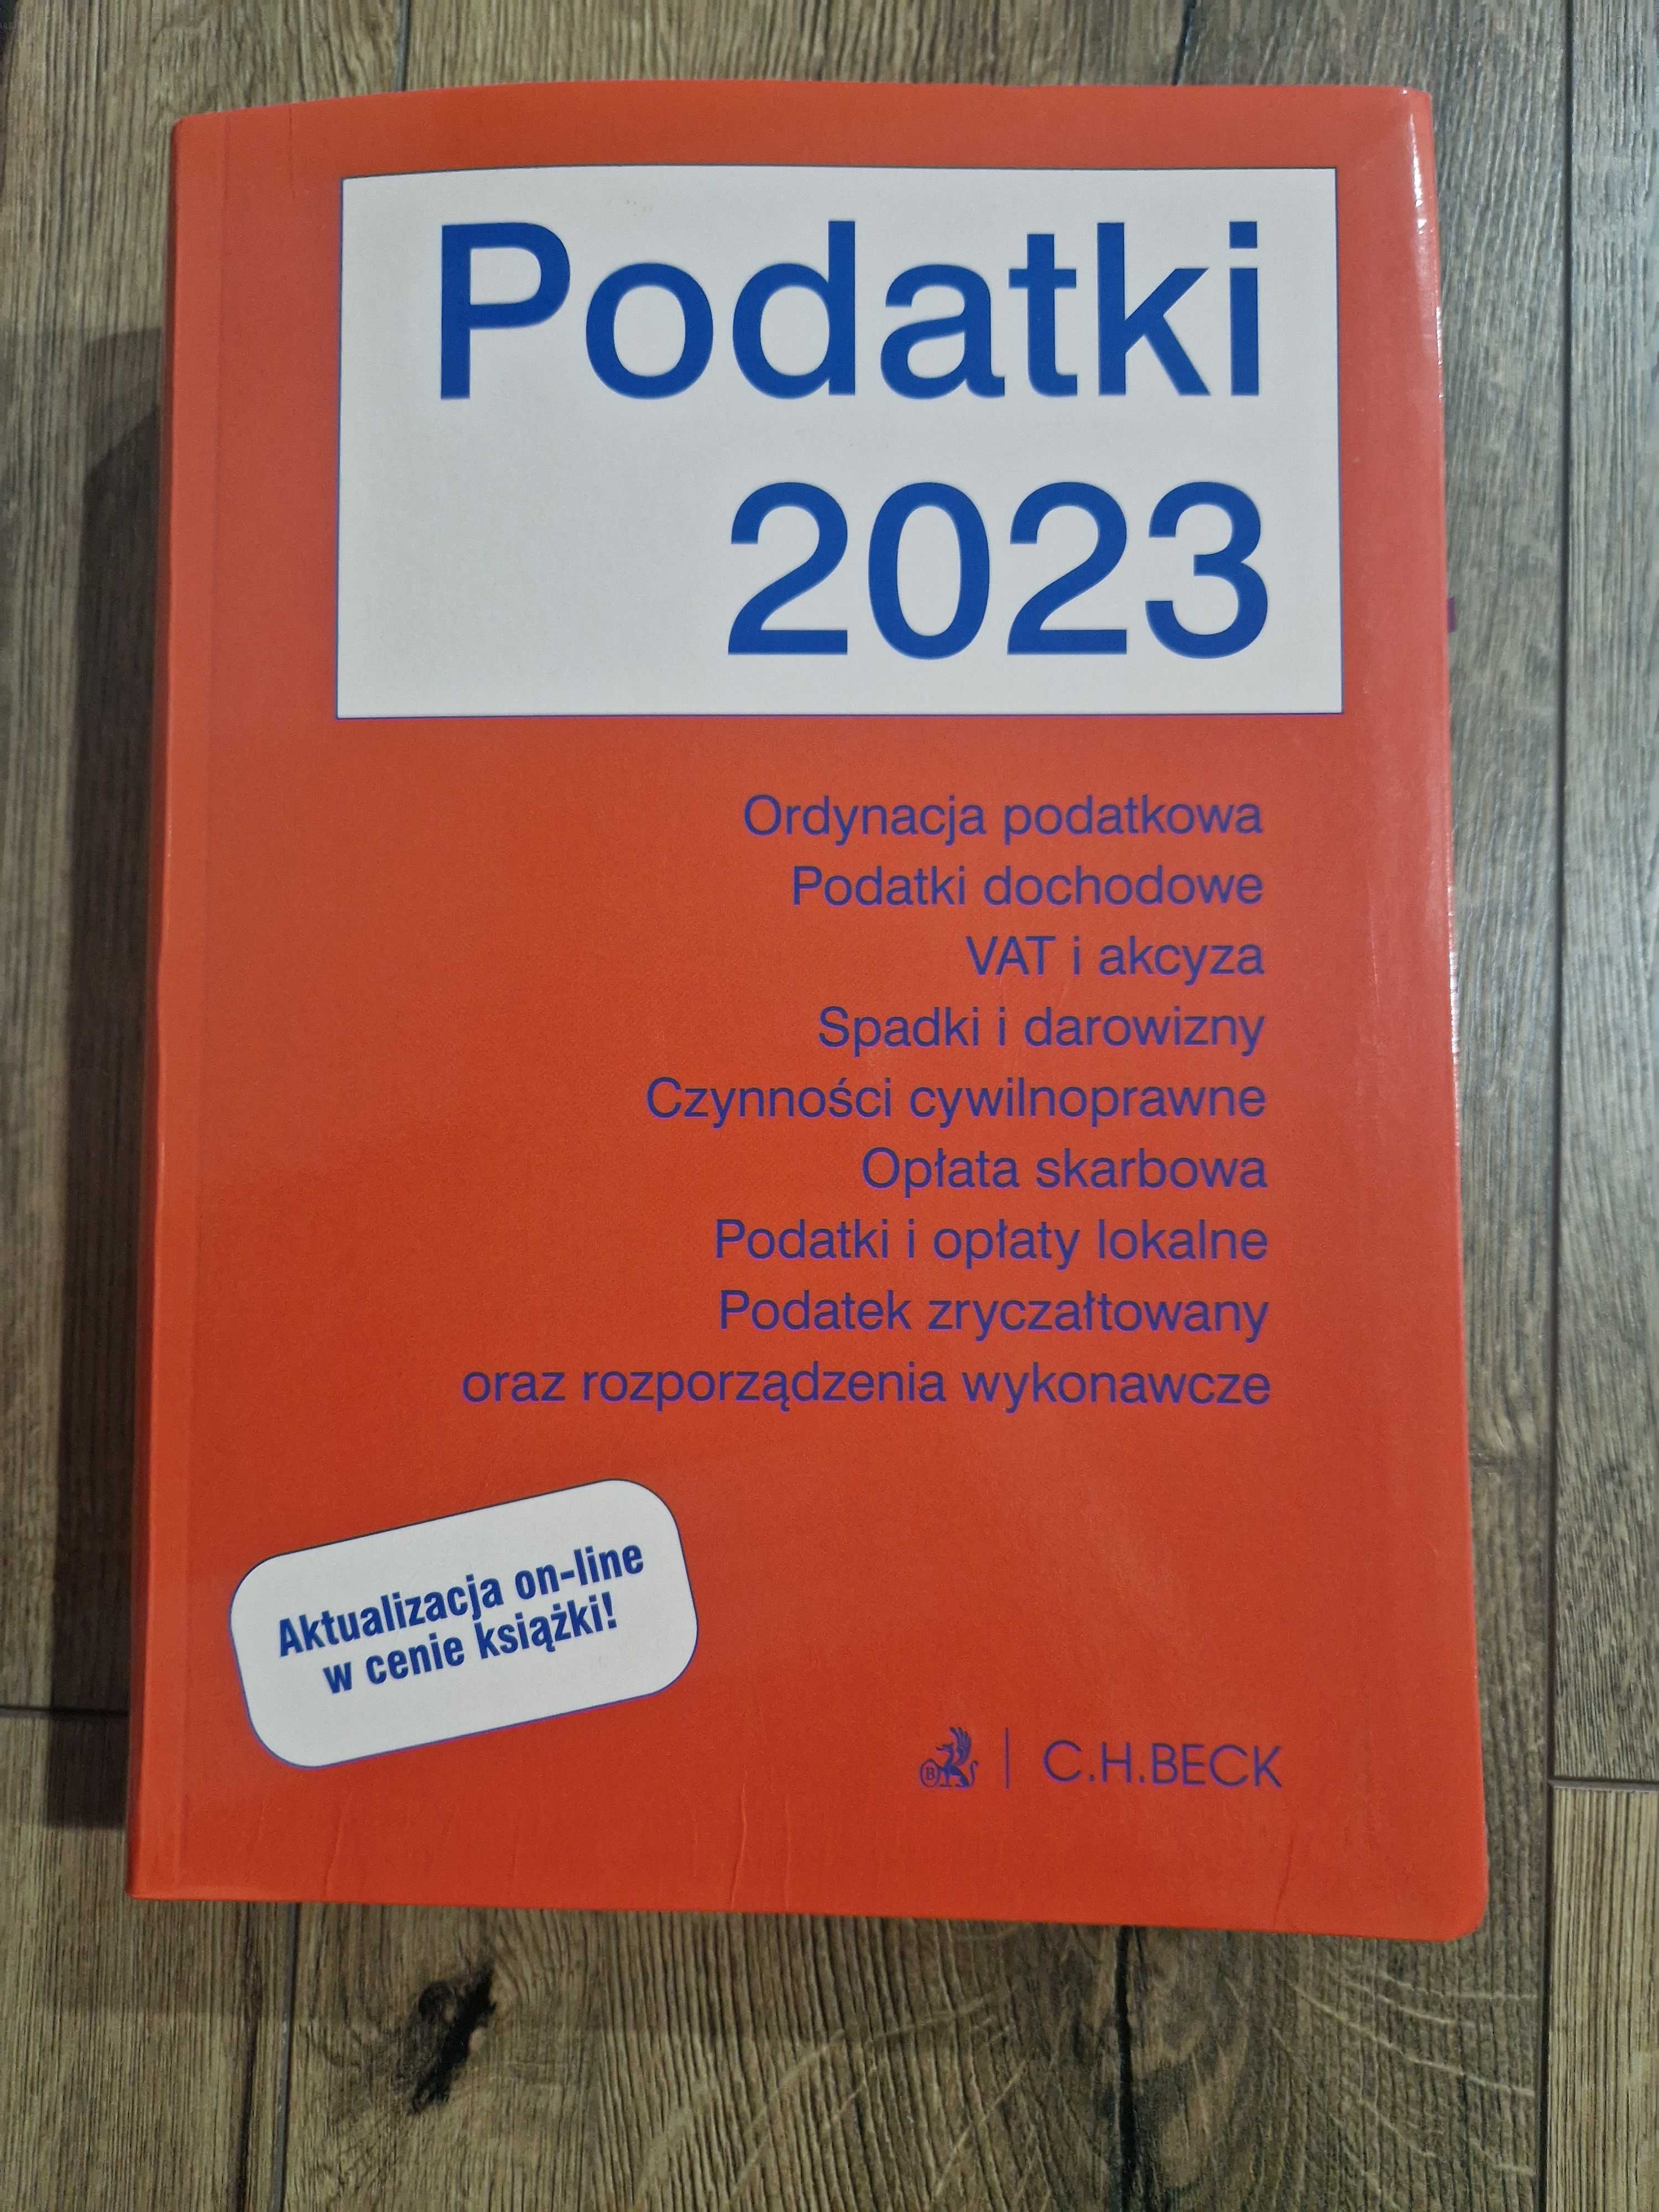 Podatki
2023
Ordynacja podatkowa
Podatki dochodowe
VAT i akcyza
Spadki i darowizny
Czynności cywilnoprawne
Opłata skarbowa
Podatki i opłaty lokalne
Podatek zryczałtowany
oraz rozporządzenia wykonawcze
Aktualizacja on-line
w cenie książki!
B C.H.BECK